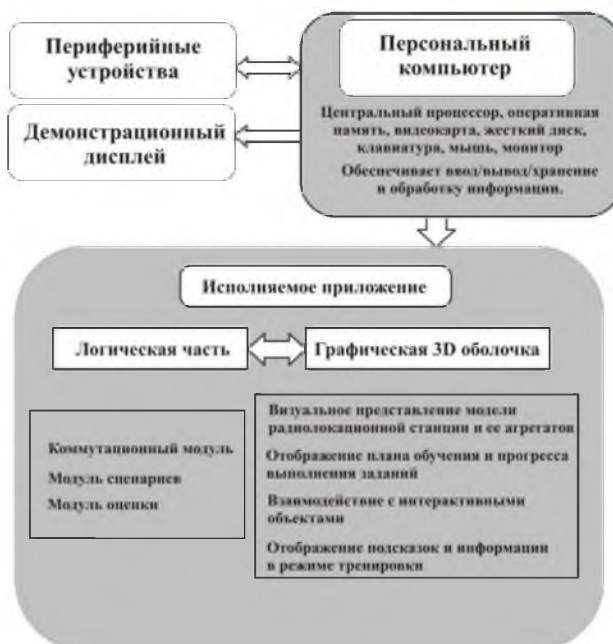 Периферийные
устройства
Демонстрационный
дисплей
Персональный
компьютер
Центральный процессор, оперативная
память, видеокарта, жесткий диск,
клавиатура, мышь, монитор
Обеспечивает ввод/вывод/хранение
и обработку информации.
Исполняемое приложение
Логическая часть
Графическая 3D оболочка
Коммутационный модуль
Модуль сценариев
Модуль оценки
Визуальное представление модели
радиолокационной станции и ее агрегатов
Отображение плана обучения и прогресса
выполнения заданий
Взаимодействие с интерактивными
объектами
Отображение подсказок и информации
в режиме тренировки